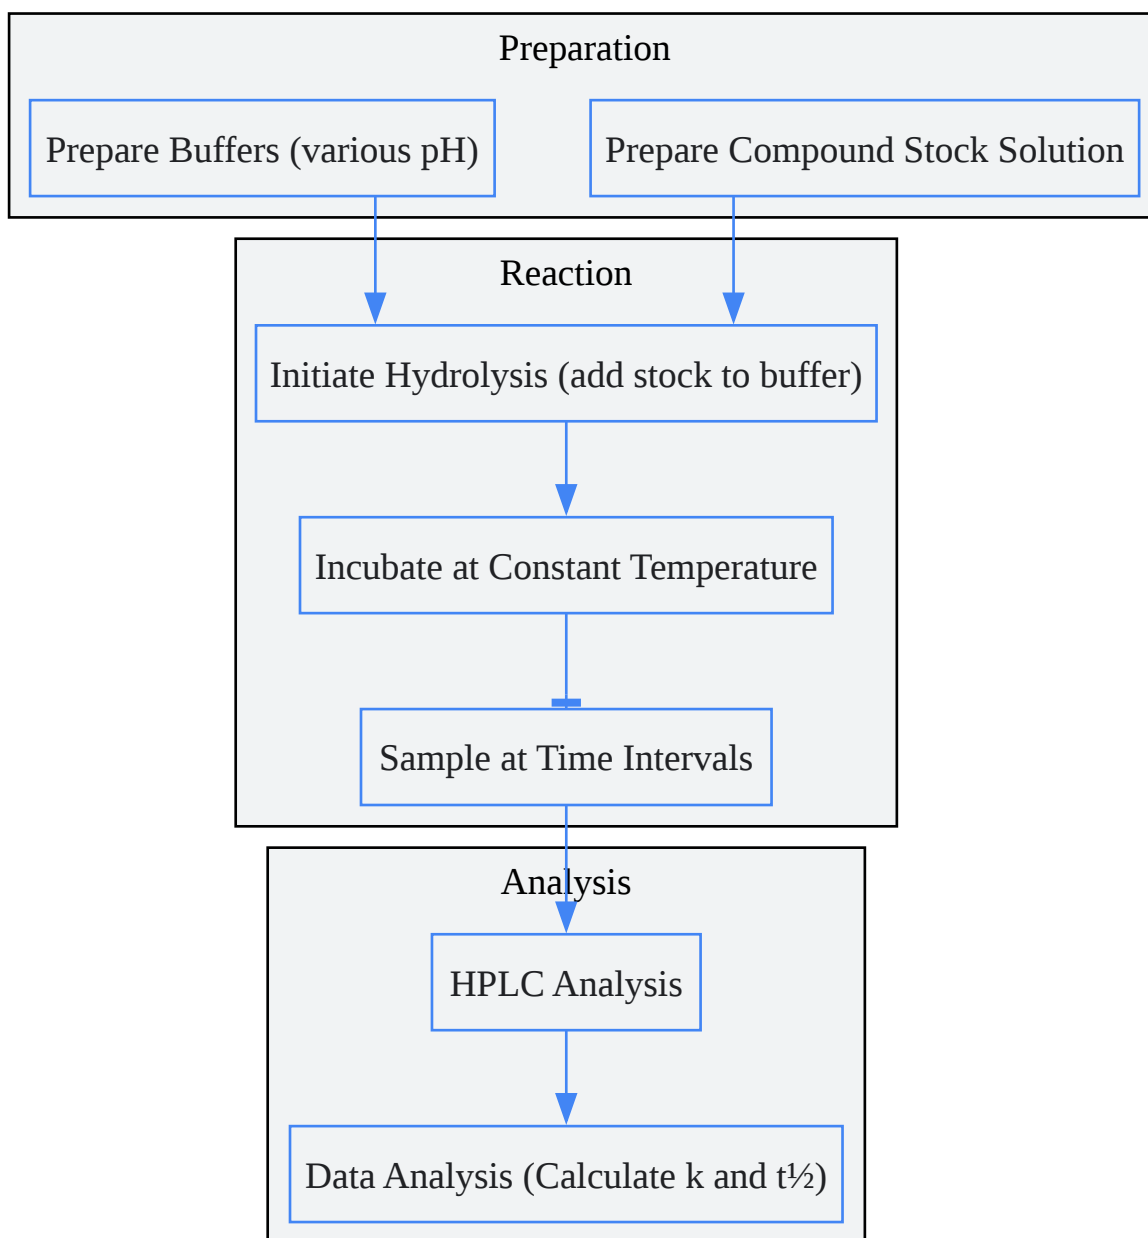 Preparation
Prepare Buffers (various pH)
Prepare Compound Stock Solution
Reaction
Initiate Hydrolysis (add stock to buffer)
Incubate at Constant Temperature
Sample at Time Intervals
Analysis
HPLC Analysis
Data Analysis (Calculate k and t½)